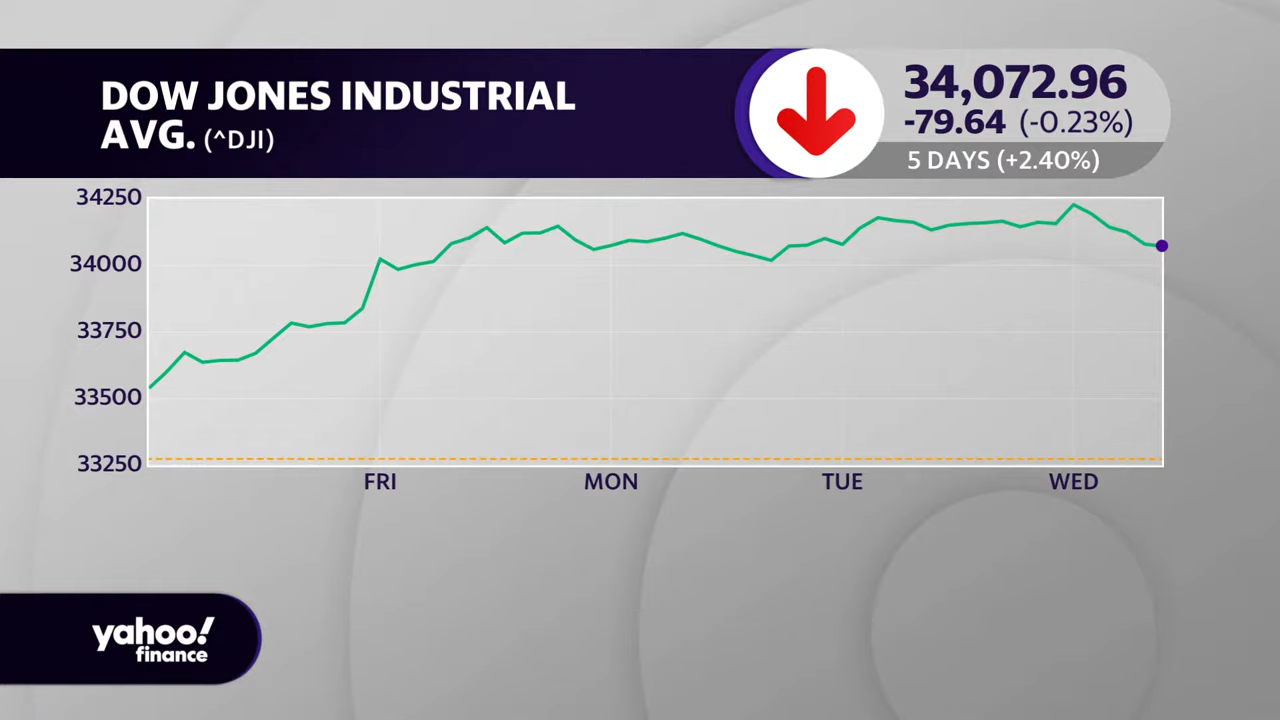 DOW JONES INDUSTRIAL
AVG. (^DJI)
34,072.96
-79.64 (-0.23%)
5 DAYS (+2.40%)
34250
34000
33750
33500
33250
FRI MON TUE WED
yahoo!
finance